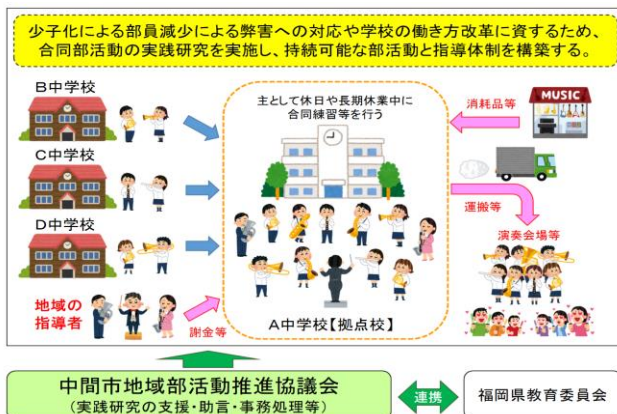 少子化による部員減少による弊害への対応や学校の働き方改革に資するため、
合同部活動の実践研究を実施し、持続可能な部活動と指導体制を構築する。
B中学校
C中学校
D中学校
地域の
指導者
謝金等
主として休日や長期休業中に
合同練習等を行う
A中学校【拠点校】
消耗品等
MUSIC
運搬等
演奏会場等
中間市地域部活動推進協議会
(実践研究の支援・助言・事務処理等)
連携
福岡県教育委員会